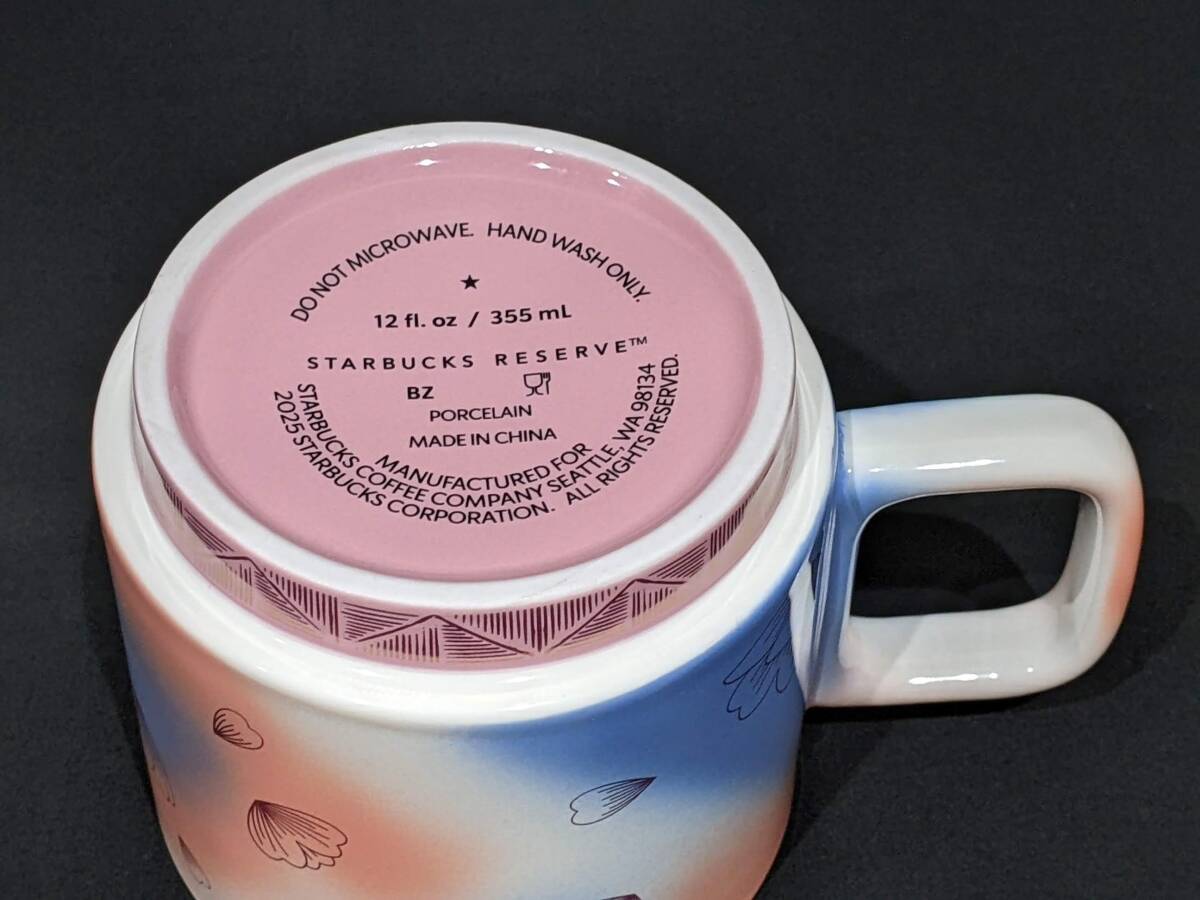 DO NOT MICROWAVE. HAND WASH ONLY.
12 fl. oz / 355 mL
STARBUCKS RESERVE™
BZ
PORCELAIN
MADE IN CHINA
MANUFACTURED FOR
STARBUCKS COFFEE COMPANY SEATTLE, WA 98134
2025 STARBUCKS CORPORATION. ALL RIGHTS RESERVED.